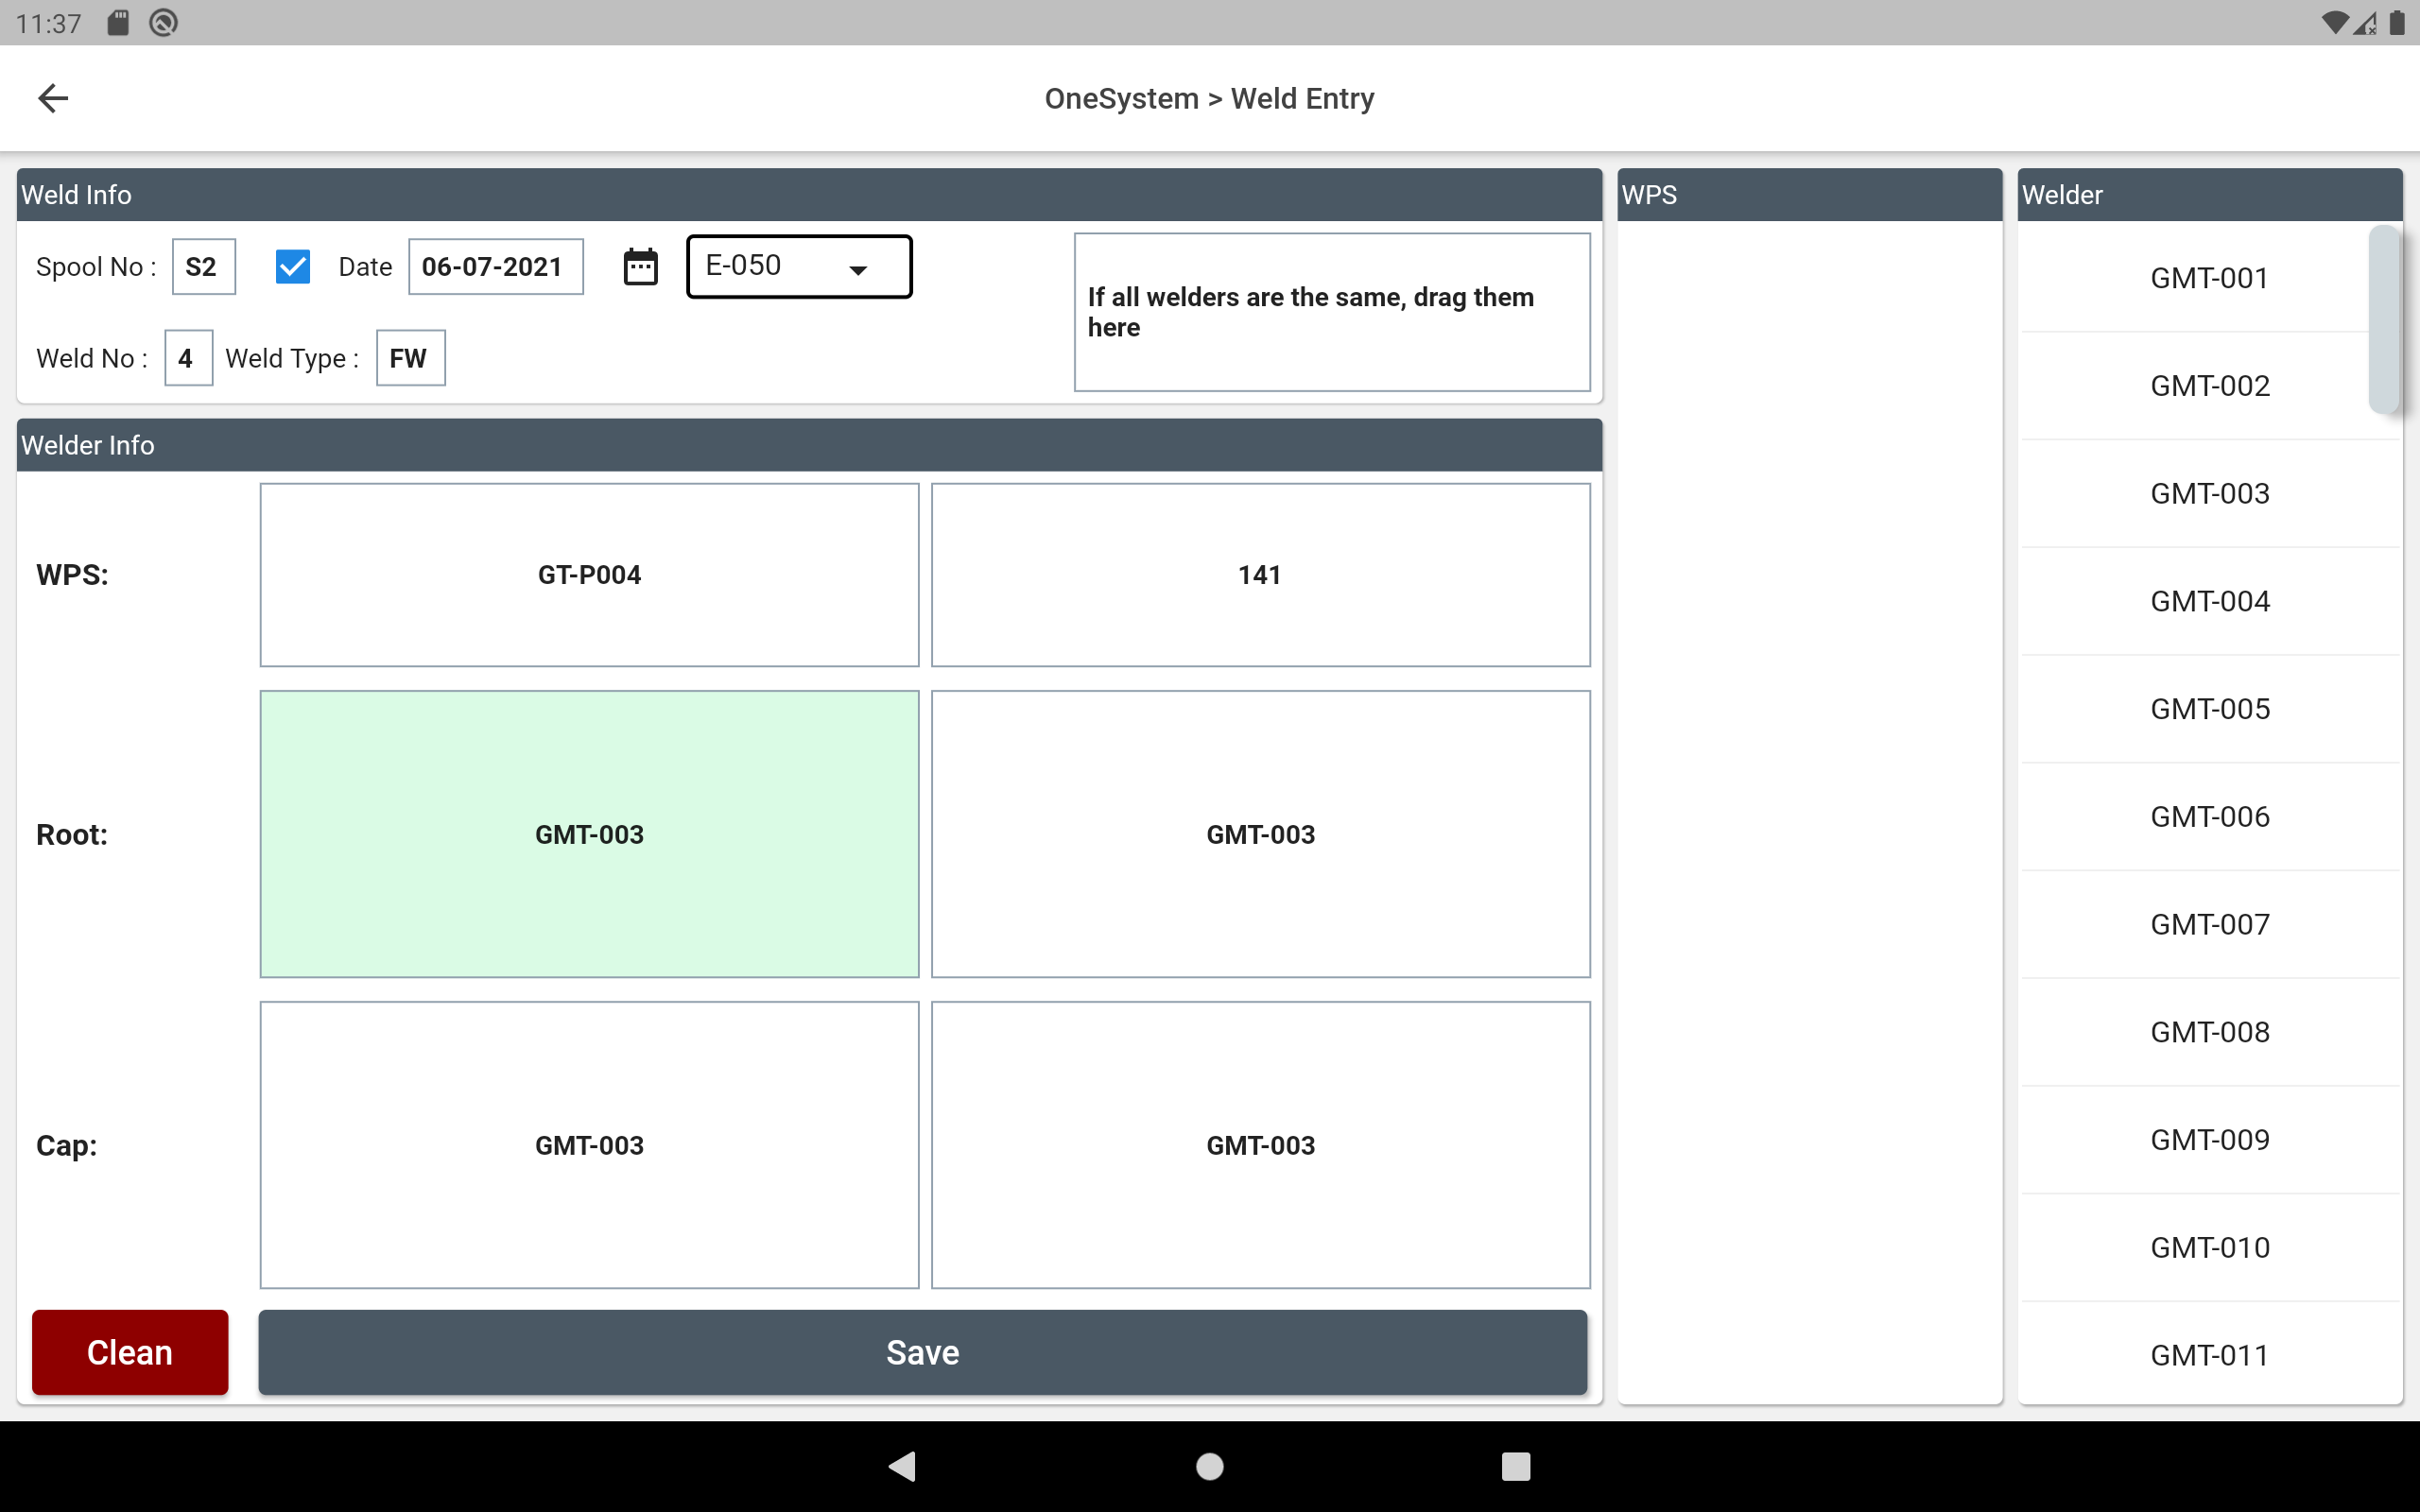 11:37
OneSystem > Weld Entry
Weld Info
Spool No : S2 Date 06-07-2021 E-050
If all welders are the same, drag them
here
Weld No : 4 Weld Type : FW
Welder Info
WPS: GT-P004 141
Root: GMT-003 GMT-003
Cap: GMT-003 GMT-003
Clean Save
WPS
Welder
GMT-001
GMT-002
GMT-003
GMT-004
GMT-005
GMT-006
GMT-007
GMT-008
GMT-009
GMT-010
GMT-011